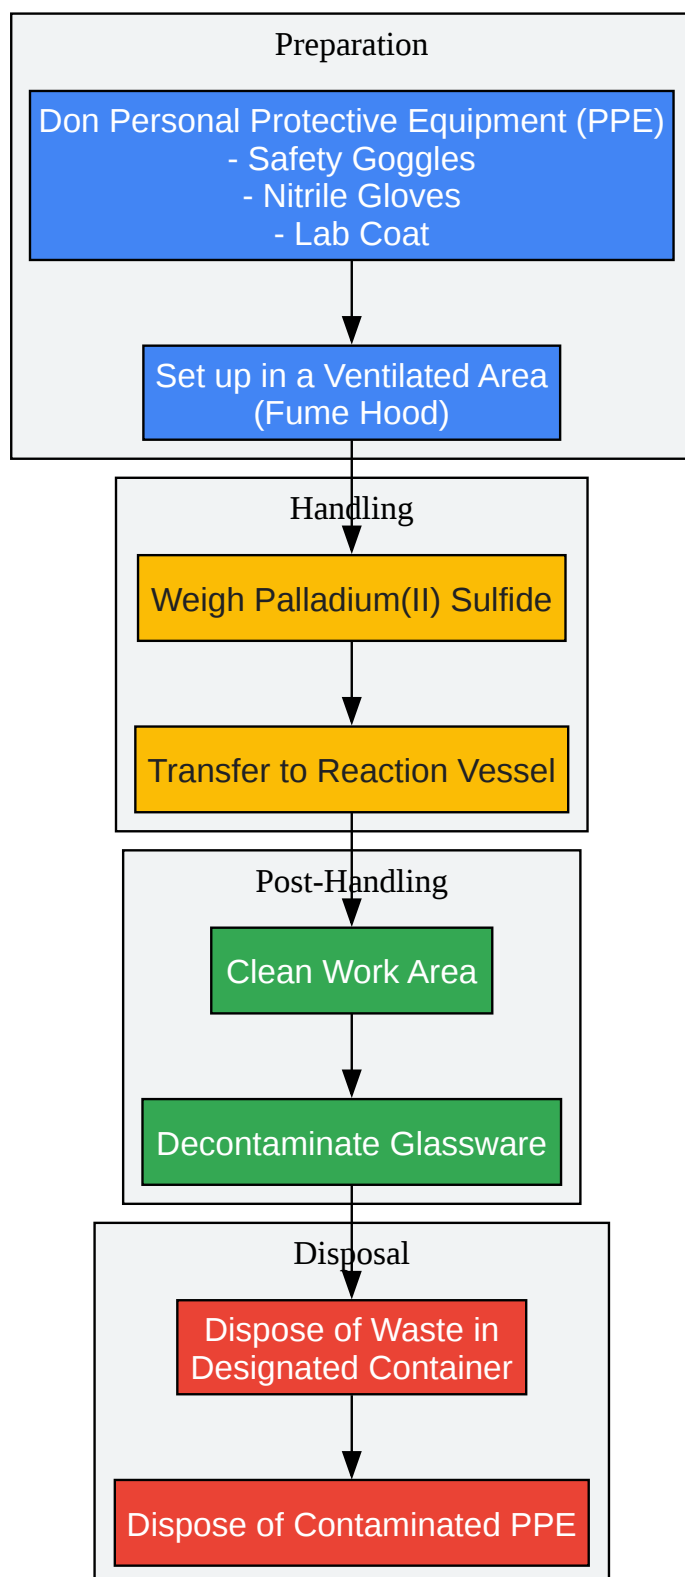 Preparation
Don Personal Protective Equipment (PPE)
- Safety Goggles
- Nitrile Gloves
- Lab Coat
Set up in a Ventilated Area
(Fume Hood)
Handling
Weigh Palladium(II) Sulfide
Transfer to Reaction Vessel
Post-Handling
Clean Work Area
Decontaminate Glassware
Disposal
Dispose of Waste in
Designated Container
Dispose of Contaminated PPE